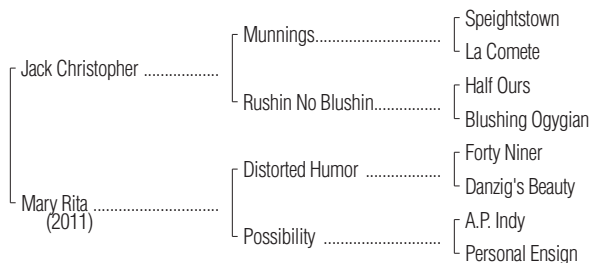 Speightstown
Munnings..............................
La Comete
Jack Christopher ..................
Half Ours
Rushin No Blushin................
Blushing Ogygian
Forty Niner
Distorted Humor ..................
Danzig's Beauty
Mary Rita ..............................
(2011)
A.P. Indy
Possibility ............................
Personal Ensign